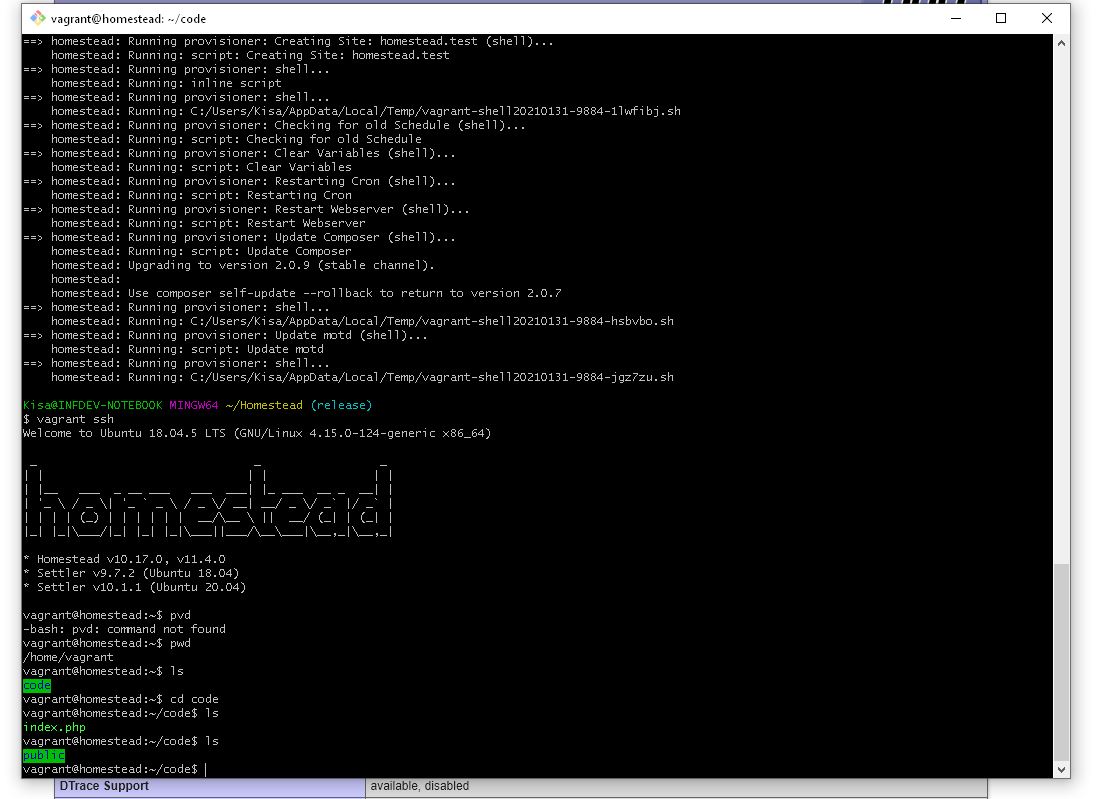 vagrant@homestead: ~/code
==> homestead: Running provisioner: Creating Site: homestead.test (shell)...
homestead: Running: script: Creating Site: homestead.test
==> homestead: Running provisioner: shell...
homestead: Running: inline script
==> homestead: Running provisioner: shell...
homestead: Running: C:/Users/Kisa/AppData/Local/Temp/vagrant-shell20210131-9884-1lwfibj.sh
==> homestead: Running provisioner: Checking for old Schedule (shell)...
homestead: Running: script: Checking for old Schedule
==> homestead: Running provisioner: Clear Variables (shell)...
homestead: Running: script: Clear Variables
==> homestead: Running provisioner: Restarting Cron (shell)...
homestead: Running: script: Restarting Cron
==> homestead: Running provisioner: Restart Webserver (shell)...
homestead: Running: script: Restart Webserver
==> homestead: Running provisioner: Update Composer (shell)...
homestead: Running: script: Update Composer
homestead: Upgrading to version 2.0.9 (stable channel).
homestead:
homestead: Use composer self-update --rollback to return to version 2.0.7
==> homestead: Running provisioner: shell...
homestead: Running: C:/Users/Kisa/AppData/Local/Temp/vagrant-shell20210131-9884-hsbvbo.sh
==> homestead: Running provisioner: Update motd (shell)...
homestead: Running: script: Update motd
==> homestead: Running provisioner: shell...
homestead: Running: C:/Users/Kisa/AppData/Local/Temp/vagrant-shell20210131-9884-jgz7zu.sh
Kisa@INFDEV-NOTEBOOK MINGW64 ~/Homestead (release)
$ vagrant ssh
Welcome to Ubuntu 18.04.5 LTS (GNU/Linux 4.15.0-124-generic x86_64)
homestead
* Homestead v10.17.0, v11.4.0
* Settler v9.7.2 (Ubuntu 18.04)
* Settler v10.1.1 (Ubuntu 20.04)
vagrant@homestead:~$ pvd
-bash: pvd: command not found
vagrant@homestead:~$ pwd
/home/vagrant
vagrant@homestead:~$ ls
code
vagrant@homestead:~$ cd code
vagrant@homestead:~/code$ ls
index.php
vagrant@homestead:~/code$ ls
public
vagrant@homestead:~/code$
DTrace Support available, disabled